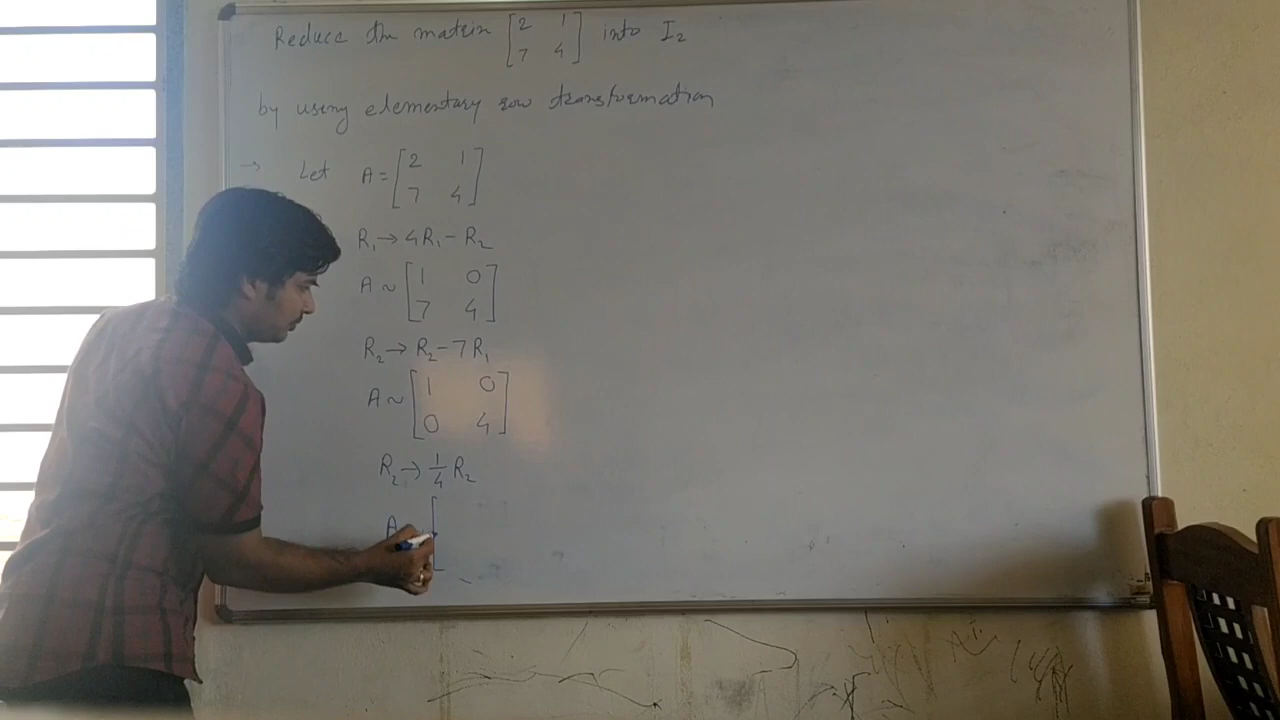 Reduce the matrix [2 1
7 4] into I₂
by using elementary row transformation
→ Let A = [2 1
7 4]
R₁ → 4R₁ − R₂
A ~ [1 0
7 4]
R₂ → R₂ − 7R₁
A ~ [1 0
0 4]
R₂ → 1/4 R₂
A [